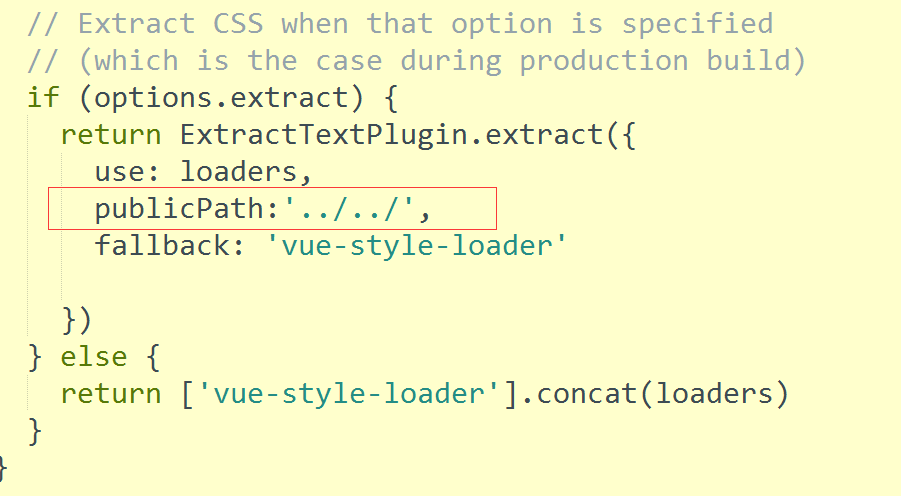 // Extract CSS when that option is specified
// (which is the case during production build)
if (options.extract) {
return ExtractTextPlugin.extract({
use: loaders,
publicPath:'../../',
fallback: 'vue-style-loader'
})
} else {
return ['vue-style-loader'].concat(loaders)
}
}